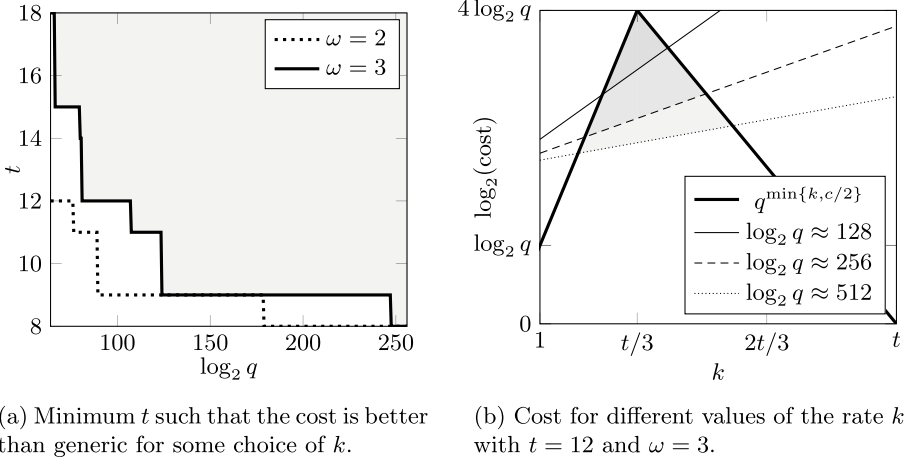 18
16
14
12
10
8
t
100
150
200
250
log₂ q
ω = 2
ω = 3
4 log₂ q
log₂ q
0
log₂(cost)
1
t/3
2t/3
t
k
q^{min{k,c/2}}
log₂ q ≈ 128
log₂ q ≈ 256
log₂ q ≈ 512
(a) Minimum t such that the cost is better
than generic for some choice of k.
(b) Cost for different values of the rate k
with t = 12 and ω = 3.